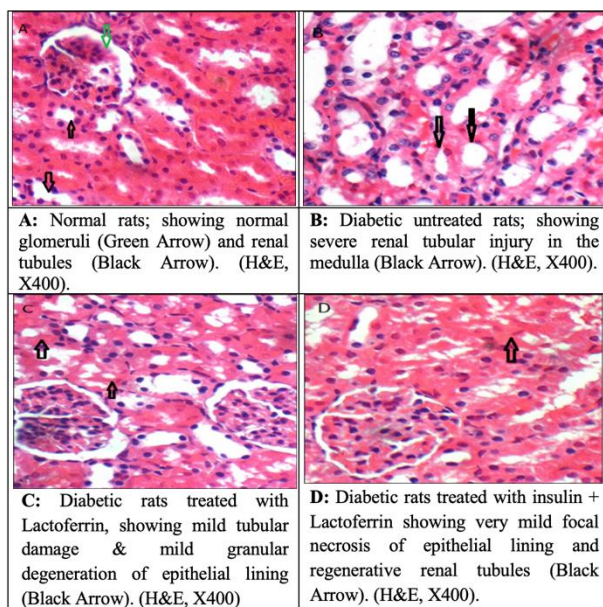 A
B
A: Normal rats; showing normal
glomeruli (Green Arrow) and renal
tubules (Black Arrow). (H&E,
X400).
B: Diabetic untreated rats; showing
severe renal tubular injury in the
medulla (Black Arrow). (H&E, X400).
C
D
C: Diabetic rats treated with
Lactoferrin, showing mild tubular
damage & mild granular
degeneration of epithelial lining
(Black Arrow). (H&E, X400)
D: Diabetic rats treated with insulin +
Lactoferrin showing very mild focal
necrosis of epithelial lining and
regenerative renal tubules (Black
Arrow). (H&E, X400).